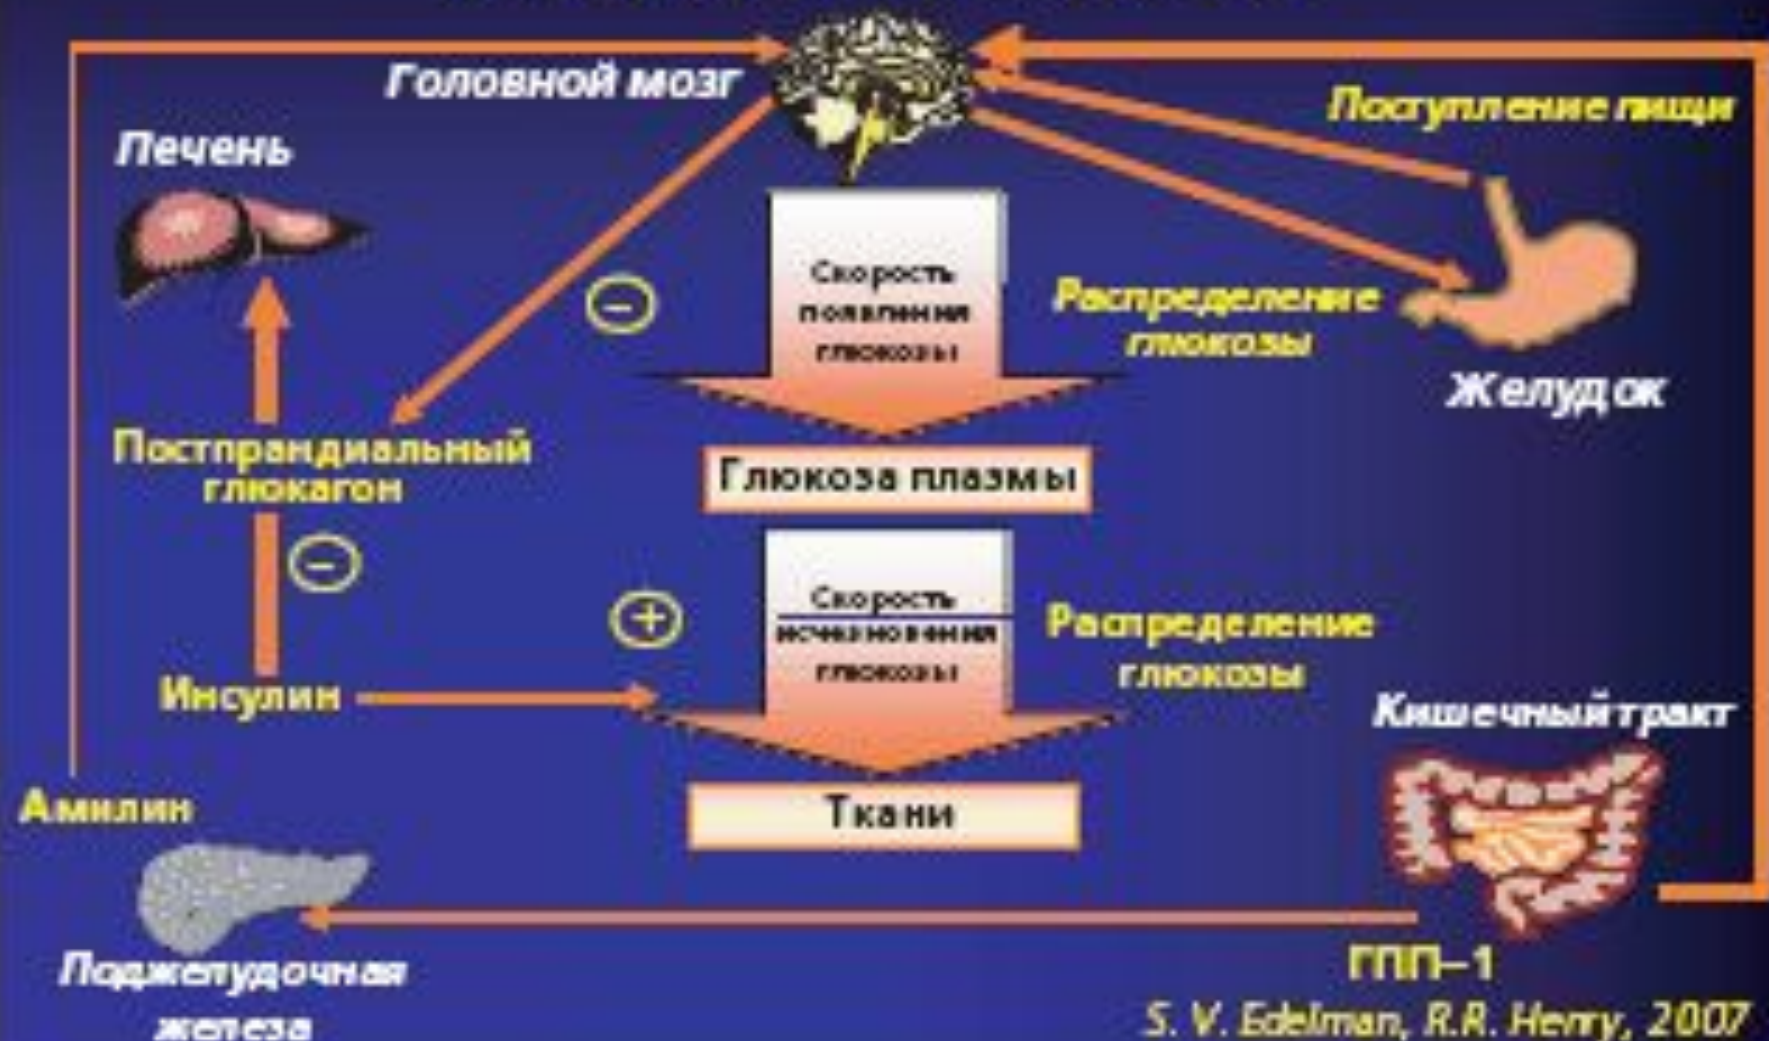 Головной мозг
Печень
Поступление пищи
Скорость
появления
глюкозы
Распределение
глюкозы
Желудок
Постпрандиальный
глюкагон
−
Глюкоза плазмы
−
+
Скорость
исчезновения
глюкозы
Распределение
глюкозы
Инсулин
Кишечный тракт
Амилин
Ткани
Поджелудочная
железа
ГПП–1
S. V. Edelman, R.R. Henry, 2007